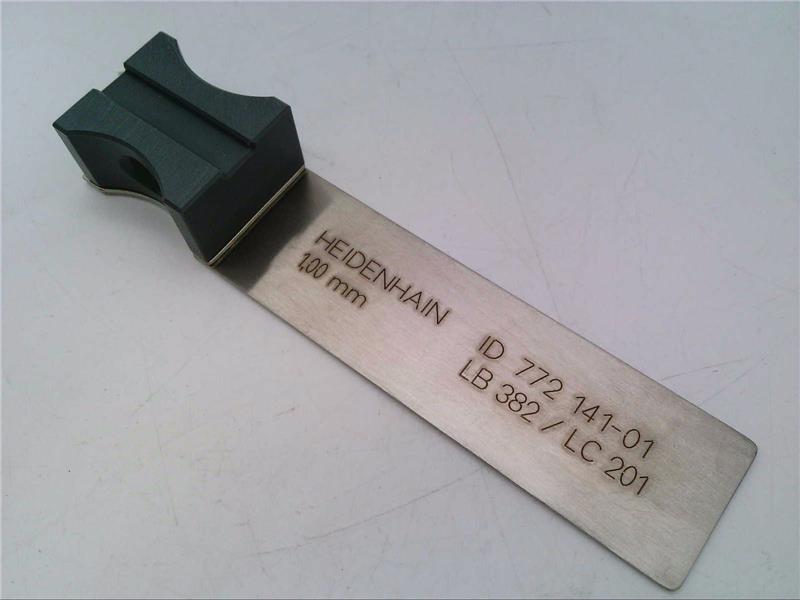 HEIDENHAIN
1,00 mm
ID 772 141-01
LB 382 / LC 201